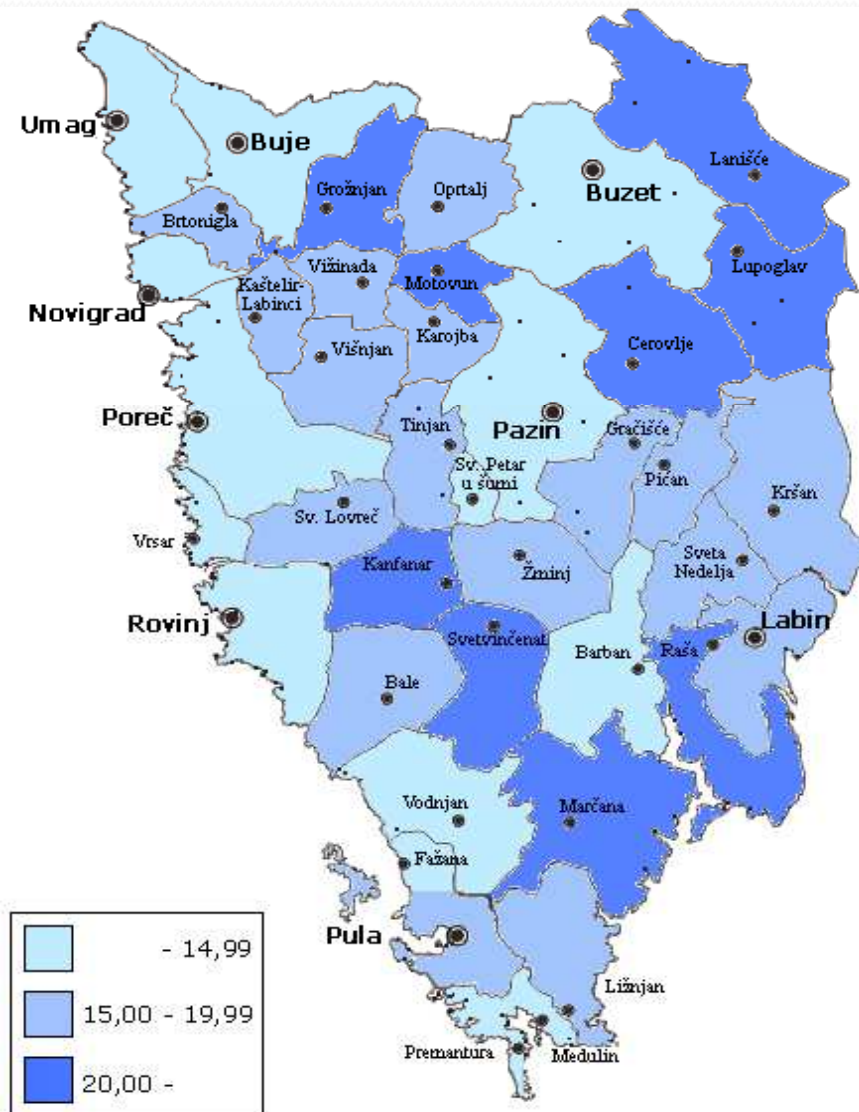 Umag
Buje
Buzet
Lanišće
Grožnjan
Oprtalj
Brtonigla
Lupoglav
Vižinada
Motovun
Kaštelir-
Labinci
Novigrad
Karojba
Cerovlje
Višnjan
Poreč
Tinjan
Pazin
Gračišće
Sv. Petar
u šumi
Pićan
Kršan
Sv. Lovreč
Vrsar
Kanfanar
Žminj
Sveta
Nedelja
Rovinj
Labin
Svetvinčenat
Barban
Raša
Bale
Vodnjan
Marčana
Fažana
Pula
Ližnjan
Premantura
Medulin
- 14,99
15,00 - 19,99
20,00 -